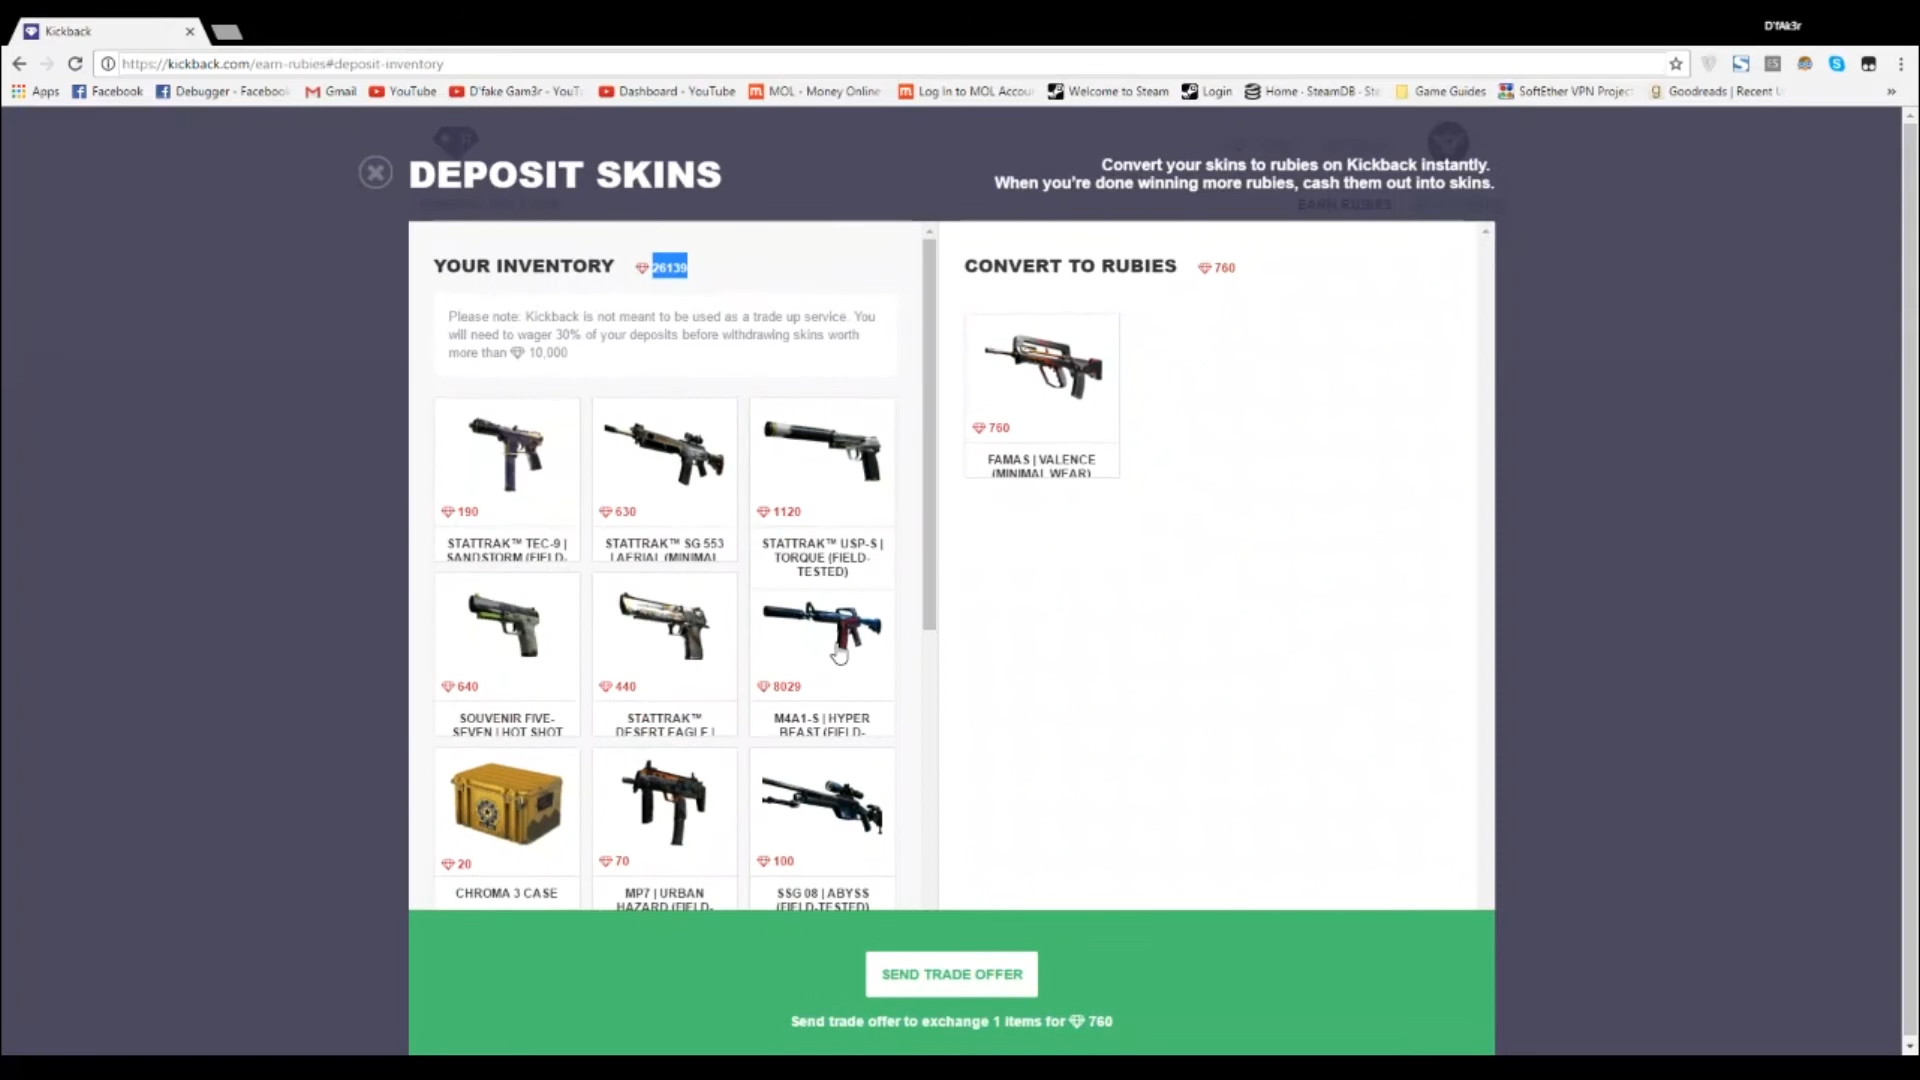 D'fAk3r
Kickback
https://kickback.com/earn-rubies#deposit-inventory
Apps Facebook Debugger - Facebook Gmail YouTube D'fake Gam3r - YouT Dashboard - YouTube MOL - Money Online Log In to MOL Accou Welcome to Steam Login Home · SteamDB · Ste Game Guides SoftEther VPN Project Goodreads | Recent U »
DEPOSIT SKINS
Convert your skins to rubies on Kickback instantly.
When you're done winning more rubies, cash them out into skins.
EARN RUBIES
YOUR INVENTORY 26139
CONVERT TO RUBIES 760
Please note: Kickback is not meant to be used as a trade up service. You
will need to wager 30% of your deposits before withdrawing skins worth
more than 10,000
760
FAMAS | VALENCE
(MINIMAL WEAR)
190 630 1120
STATTRAK™ TEC-9 |
SANDSTORM (FIELD-
STATTRAK™ SG 553
| AERIAL (MINIMAL
STATTRAK™ USP-S |
TORQUE (FIELD-
TESTED)
640 440 8029
SOUVENIR FIVE-
SEVEN | HOT SHOT
STATTRAK™
DESERT EAGLE |
M4A1-S | HYPER
BEAST (FIELD-
20 70 100
CHROMA 3 CASE
MP7 | URBAN
HAZARD (FIELD-
SSG 08 | ABYSS
(FIELD-TESTED)
SEND TRADE OFFER
Send trade offer to exchange 1 items for 760